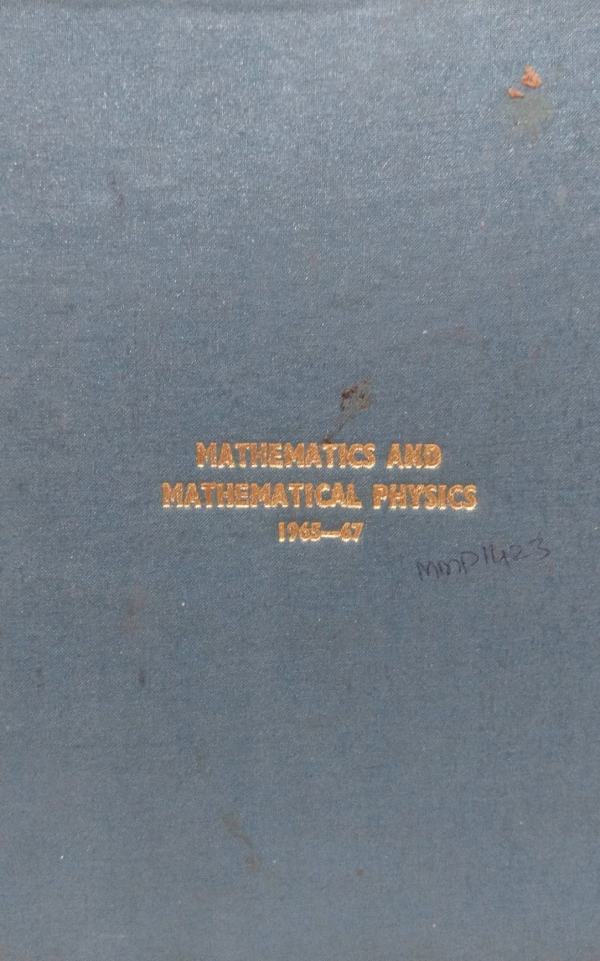 MATHEMATICS AND
MATHEMATICAL PHYSICS
1965—67
MMP1423